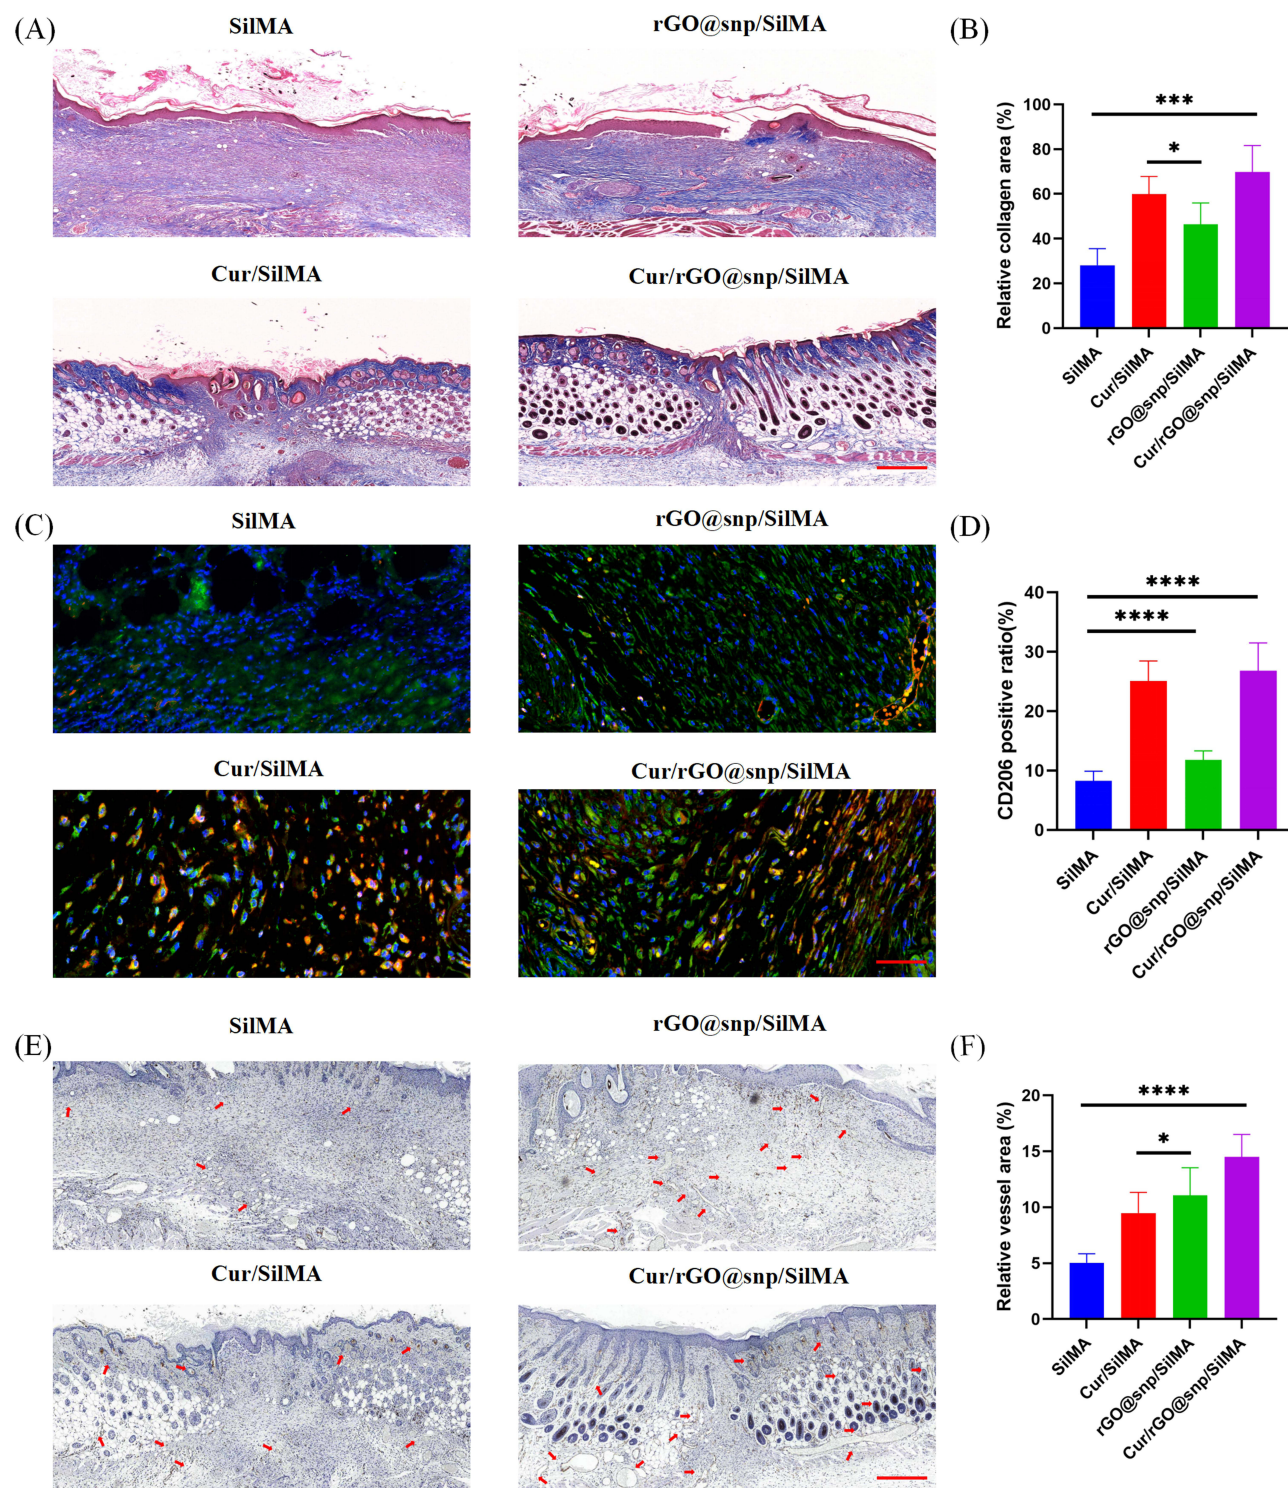 (A)
SilMA
rGO@snp/SilMA
Cur/SilMA
Cur/rGO@snp/SilMA
(B)
Relative collagen area (%)
100
80
60
40
20
0
***
*
SilMA
Cur/SilMA
rGO@snp/SilMA
Cur/rGO@snp/SilMA
(C)
SilMA
rGO@snp/SilMA
Cur/SilMA
Cur/rGO@snp/SilMA
(D)
CD206 positive ratio(%)
40
30
20
10
0
****
****
SilMA
Cur/SilMA
rGO@snp/SilMA
Cur/rGO@snp/SilMA
(E)
SilMA
rGO@snp/SilMA
Cur/SilMA
Cur/rGO@snp/SilMA
(F)
Relative vessel area (%)
20
15
10
5
0
****
*
SilMA
Cur/SilMA
rGO@snp/SilMA
Cur/rGO@snp/SilMA